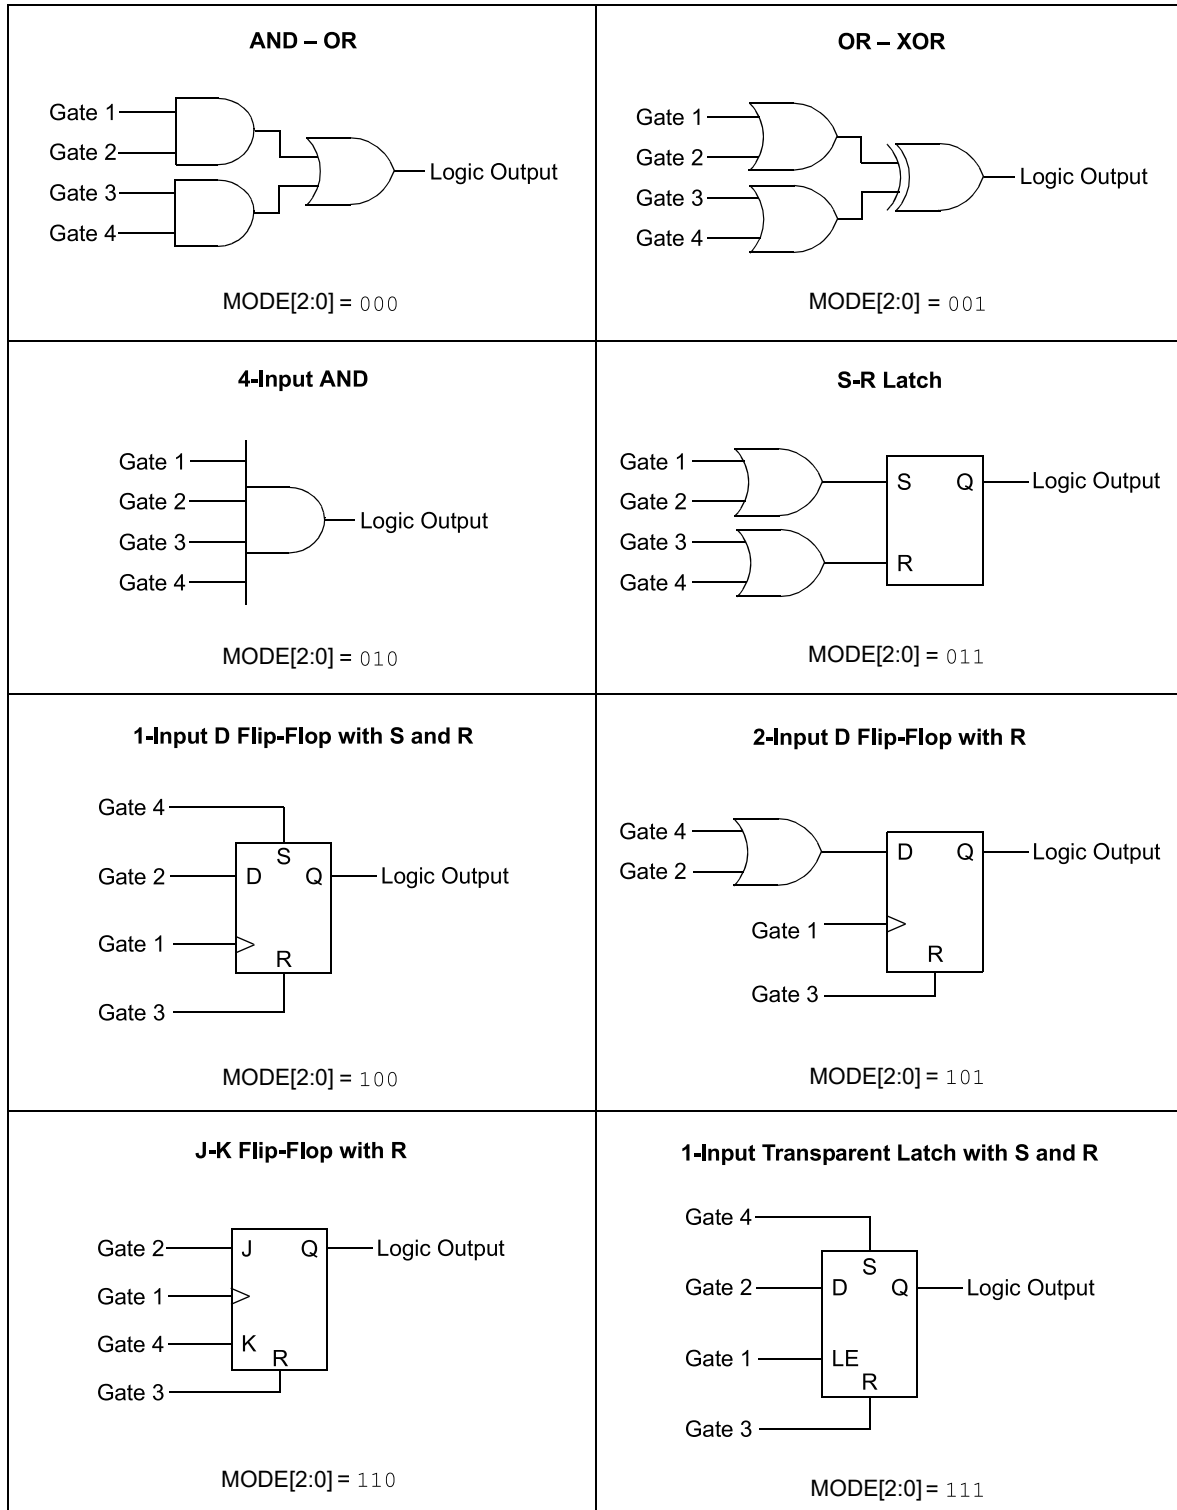 AND – OR
Gate 1
Gate 2
Gate 3
Gate 4
Logic Output
MODE[2:0] = 000
OR – XOR
Gate 1
Gate 2
Gate 3
Gate 4
Logic Output
MODE[2:0] = 001
4-Input AND
Gate 1
Gate 2
Gate 3
Gate 4
Logic Output
MODE[2:0] = 010
S-R Latch
Gate 1
Gate 2
Gate 3
Gate 4
S Q
R
Logic Output
MODE[2:0] = 011
1-Input D Flip-Flop with S and R
Gate 4
S
Gate 2
D Q
Logic Output
Gate 1
R
Gate 3
MODE[2:0] = 100
2-Input D Flip-Flop with R
Gate 4
Gate 2
D Q
Logic Output
Gate 1
R
Gate 3
MODE[2:0] = 101
J-K Flip-Flop with R
Gate 2
J Q
Logic Output
Gate 1
Gate 4
K
R
Gate 3
MODE[2:0] = 110
1-Input Transparent Latch with S and R
Gate 4
S
Gate 2
D Q
Logic Output
Gate 1
LE
R
Gate 3
MODE[2:0] = 111